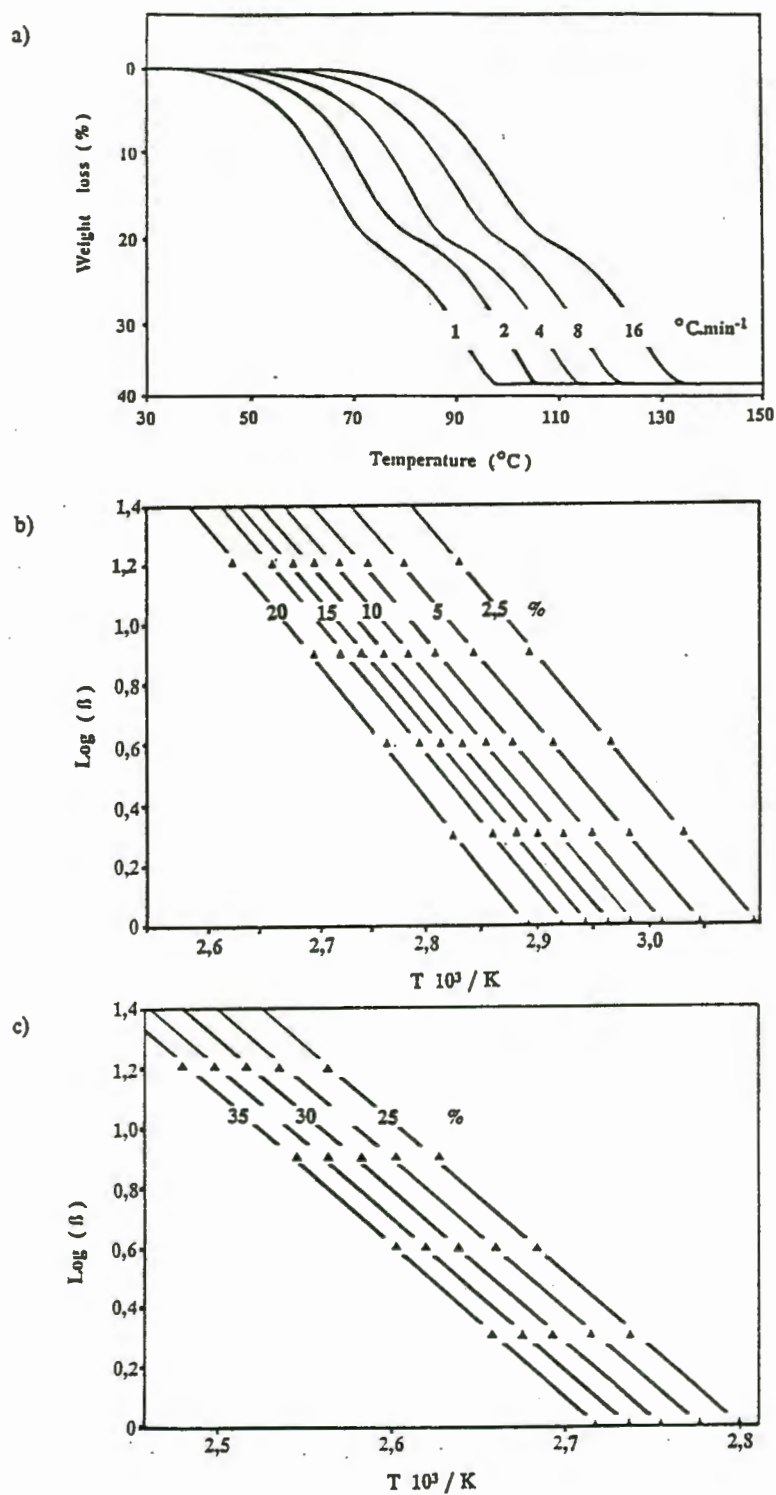 a)
0
10
20
30
40
Weight loss (%)
1 2 4 8 16 °C.min⁻¹
30 50 70 90 110 130 150
Temperature (°C)
b)
1,4
1,2
1,0
0,8
0,6
0,4
0,2
0
Log (ß)
20 15 10 5 2,5 %
2,6 2,7 2,8 2,9 3,0
T 10³ / K
c)
1,4
1,2
1,0
0,8
0,6
0,4
0,2
0
Log (ß)
35 30 25 %
2,5 2,6 2,7 2,8
T 10³ / K